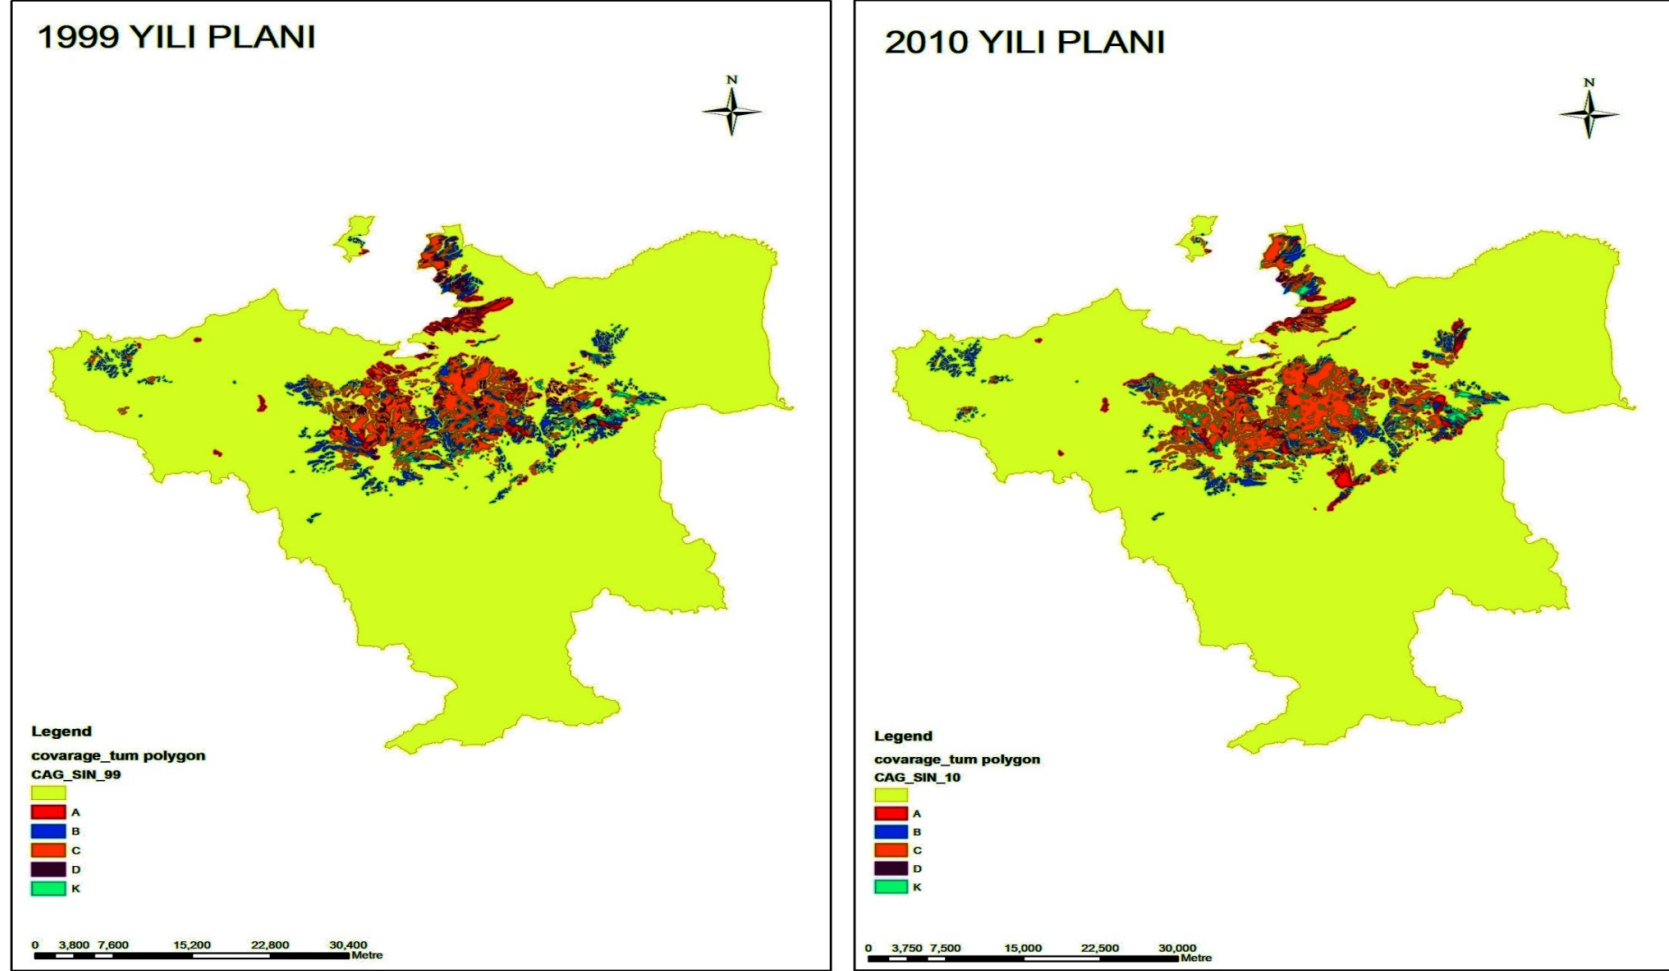 1999 YILI PLANI
N
Legend
covarage_tum polygon
CAG_SIN_99
A
B
C
D
K
0 3,800 7,600 15,200 22,800 30,400
Metre
2010 YILI PLANI
N
Legend
covarage_tum polygon
CAG_SIN_10
A
B
C
D
K
0 3,750 7,500 15,000 22,500 30,000
Metre